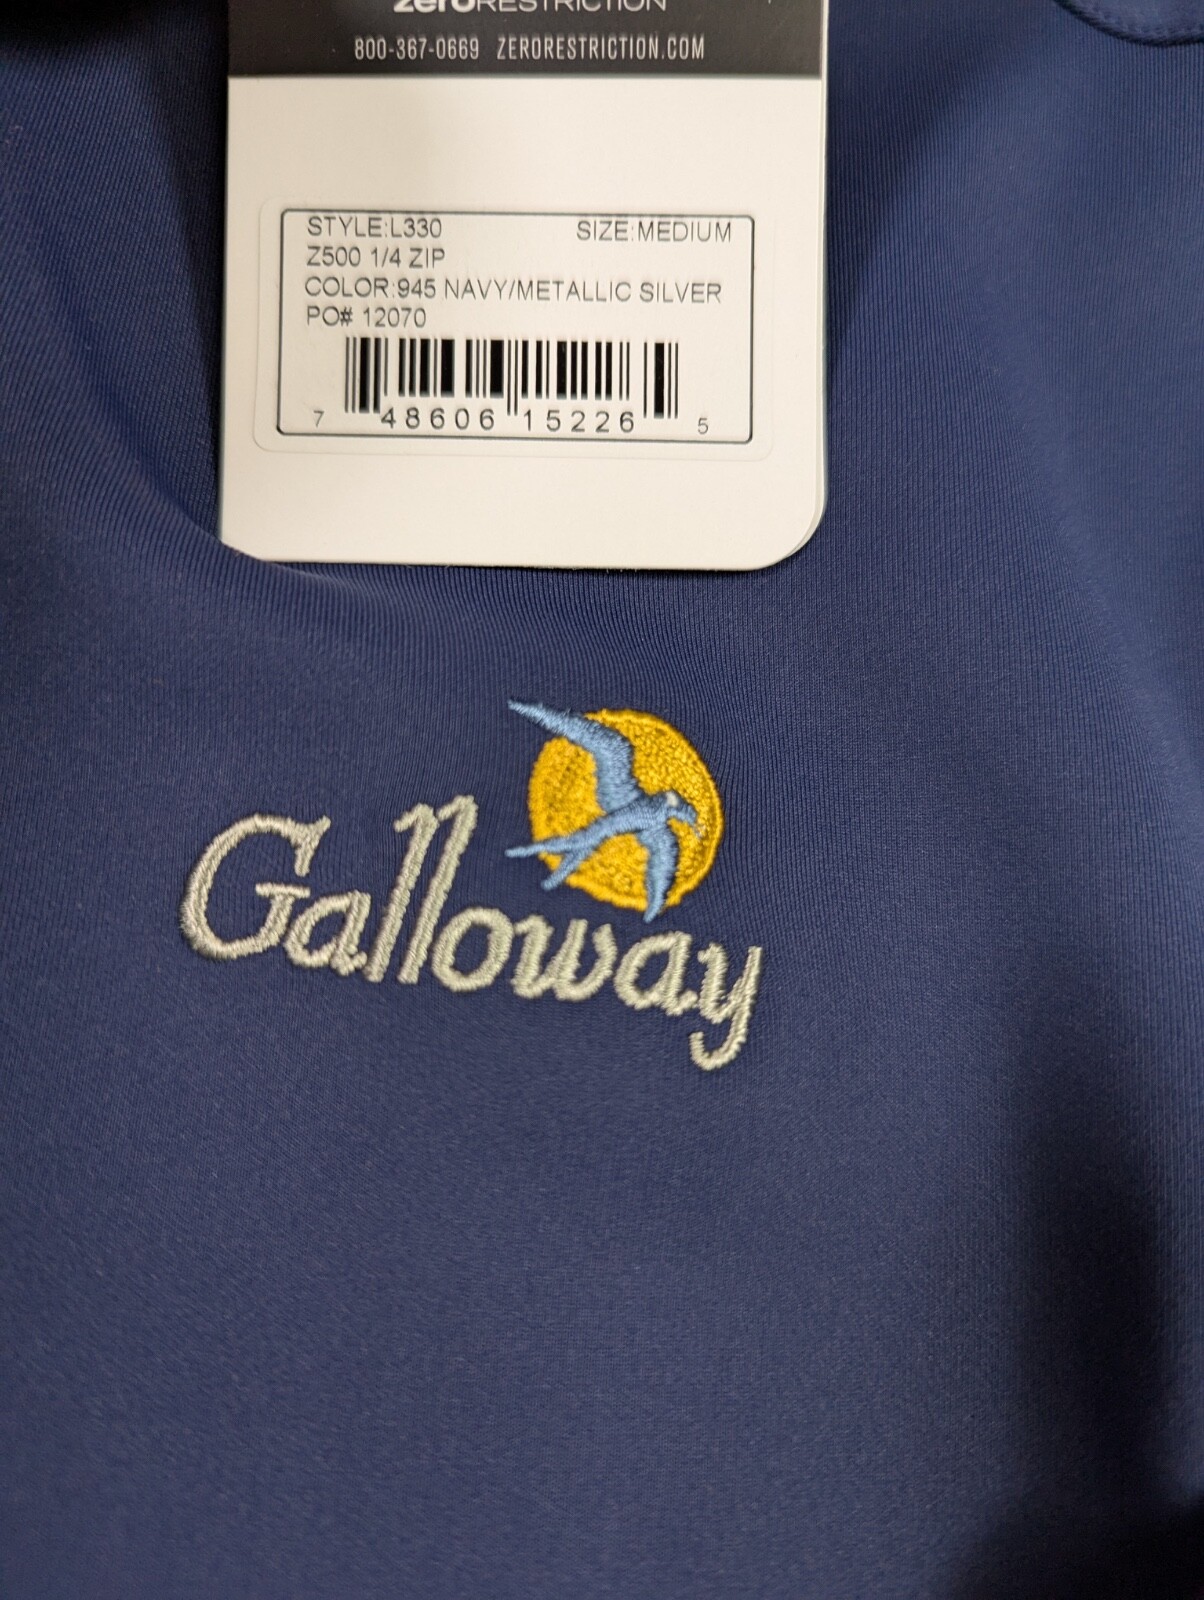 zeroRESTRICTION
800-367-0669 ZERORESTRICTION.COM
STYLE:L330 SIZE:MEDIUM
Z500 1/4 ZIP
COLOR:945 NAVY/METALLIC SILVER
PO# 12070
7 48606 15226 5
Galloway